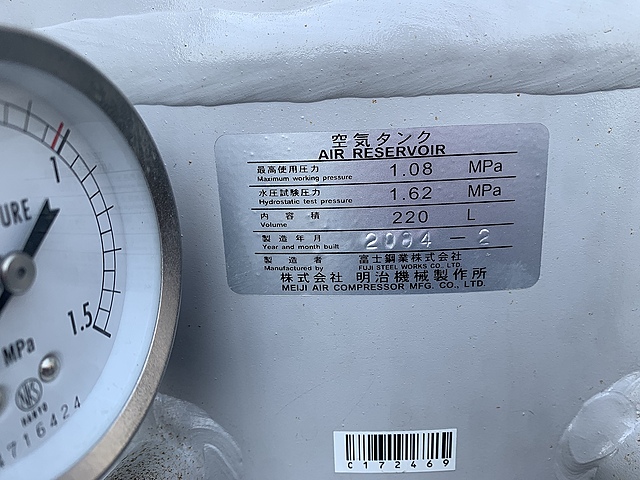 空気タンク
AIR RESERVOIR
最高使用圧力 1.08 MPa
Maximum working pressure
水圧試験圧力 1.62 MPa
Hydrostatic test pressure
内容積 220 L
Volume
製造年月 2004-2
Year and month built
製造者 富士鋼業株式会社
Manufactured by FUJI STEEL WORKS CO., LTD.
株式会社 明治機械製作所
MEIJI AIR COMPRESSOR MFG. CO., LTD.
1
URE
1.5
MPa
NKS
716424
C172469